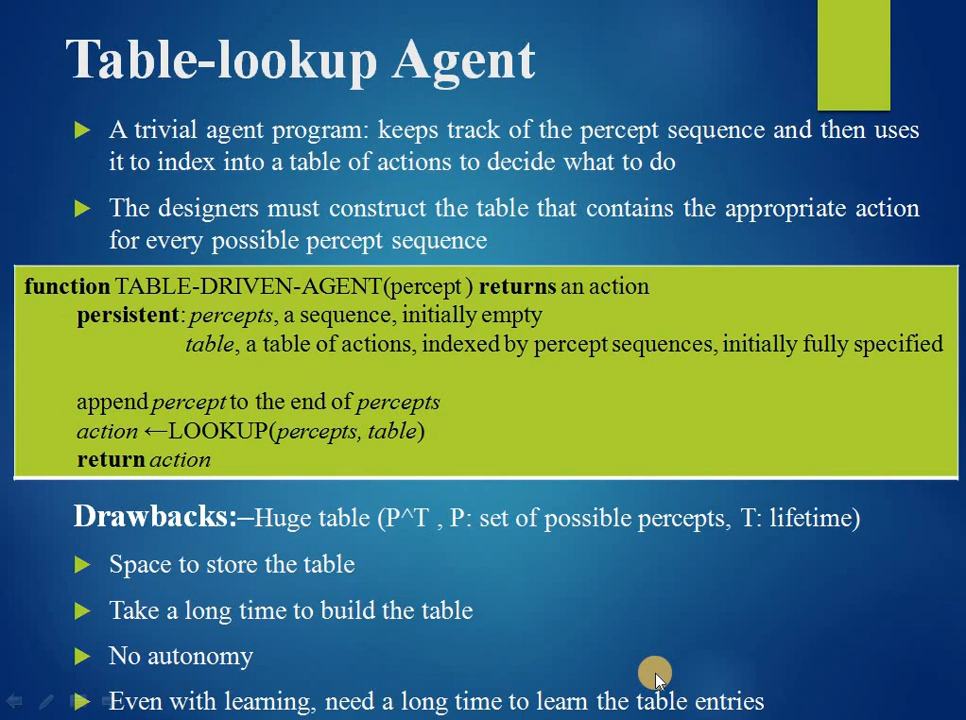 Table-lookup Agent
A trivial agent program: keeps track of the percept sequence and then uses
it to index into a table of actions to decide what to do
The designers must construct the table that contains the appropriate action
for every possible percept sequence
function TABLE-DRIVEN-AGENT(percept ) returns an action
persistent: percepts, a sequence, initially empty
table, a table of actions, indexed by percept sequences, initially fully specified
append percept to the end of percepts
action ←LOOKUP(percepts, table)
return action
Drawbacks:–Huge table (P^T , P: set of possible percepts, T: lifetime)
Space to store the table
Take a long time to build the table
No autonomy
Even with learning, need a long time to learn the table entries